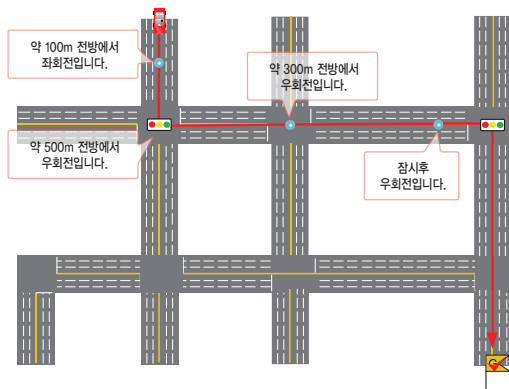 약 100m 전방에서
좌회전입니다.
약 300m 전방에서
우회전입니다.
약 500m 전방에서
우회전입니다.
잠시후
우회전입니다.
G